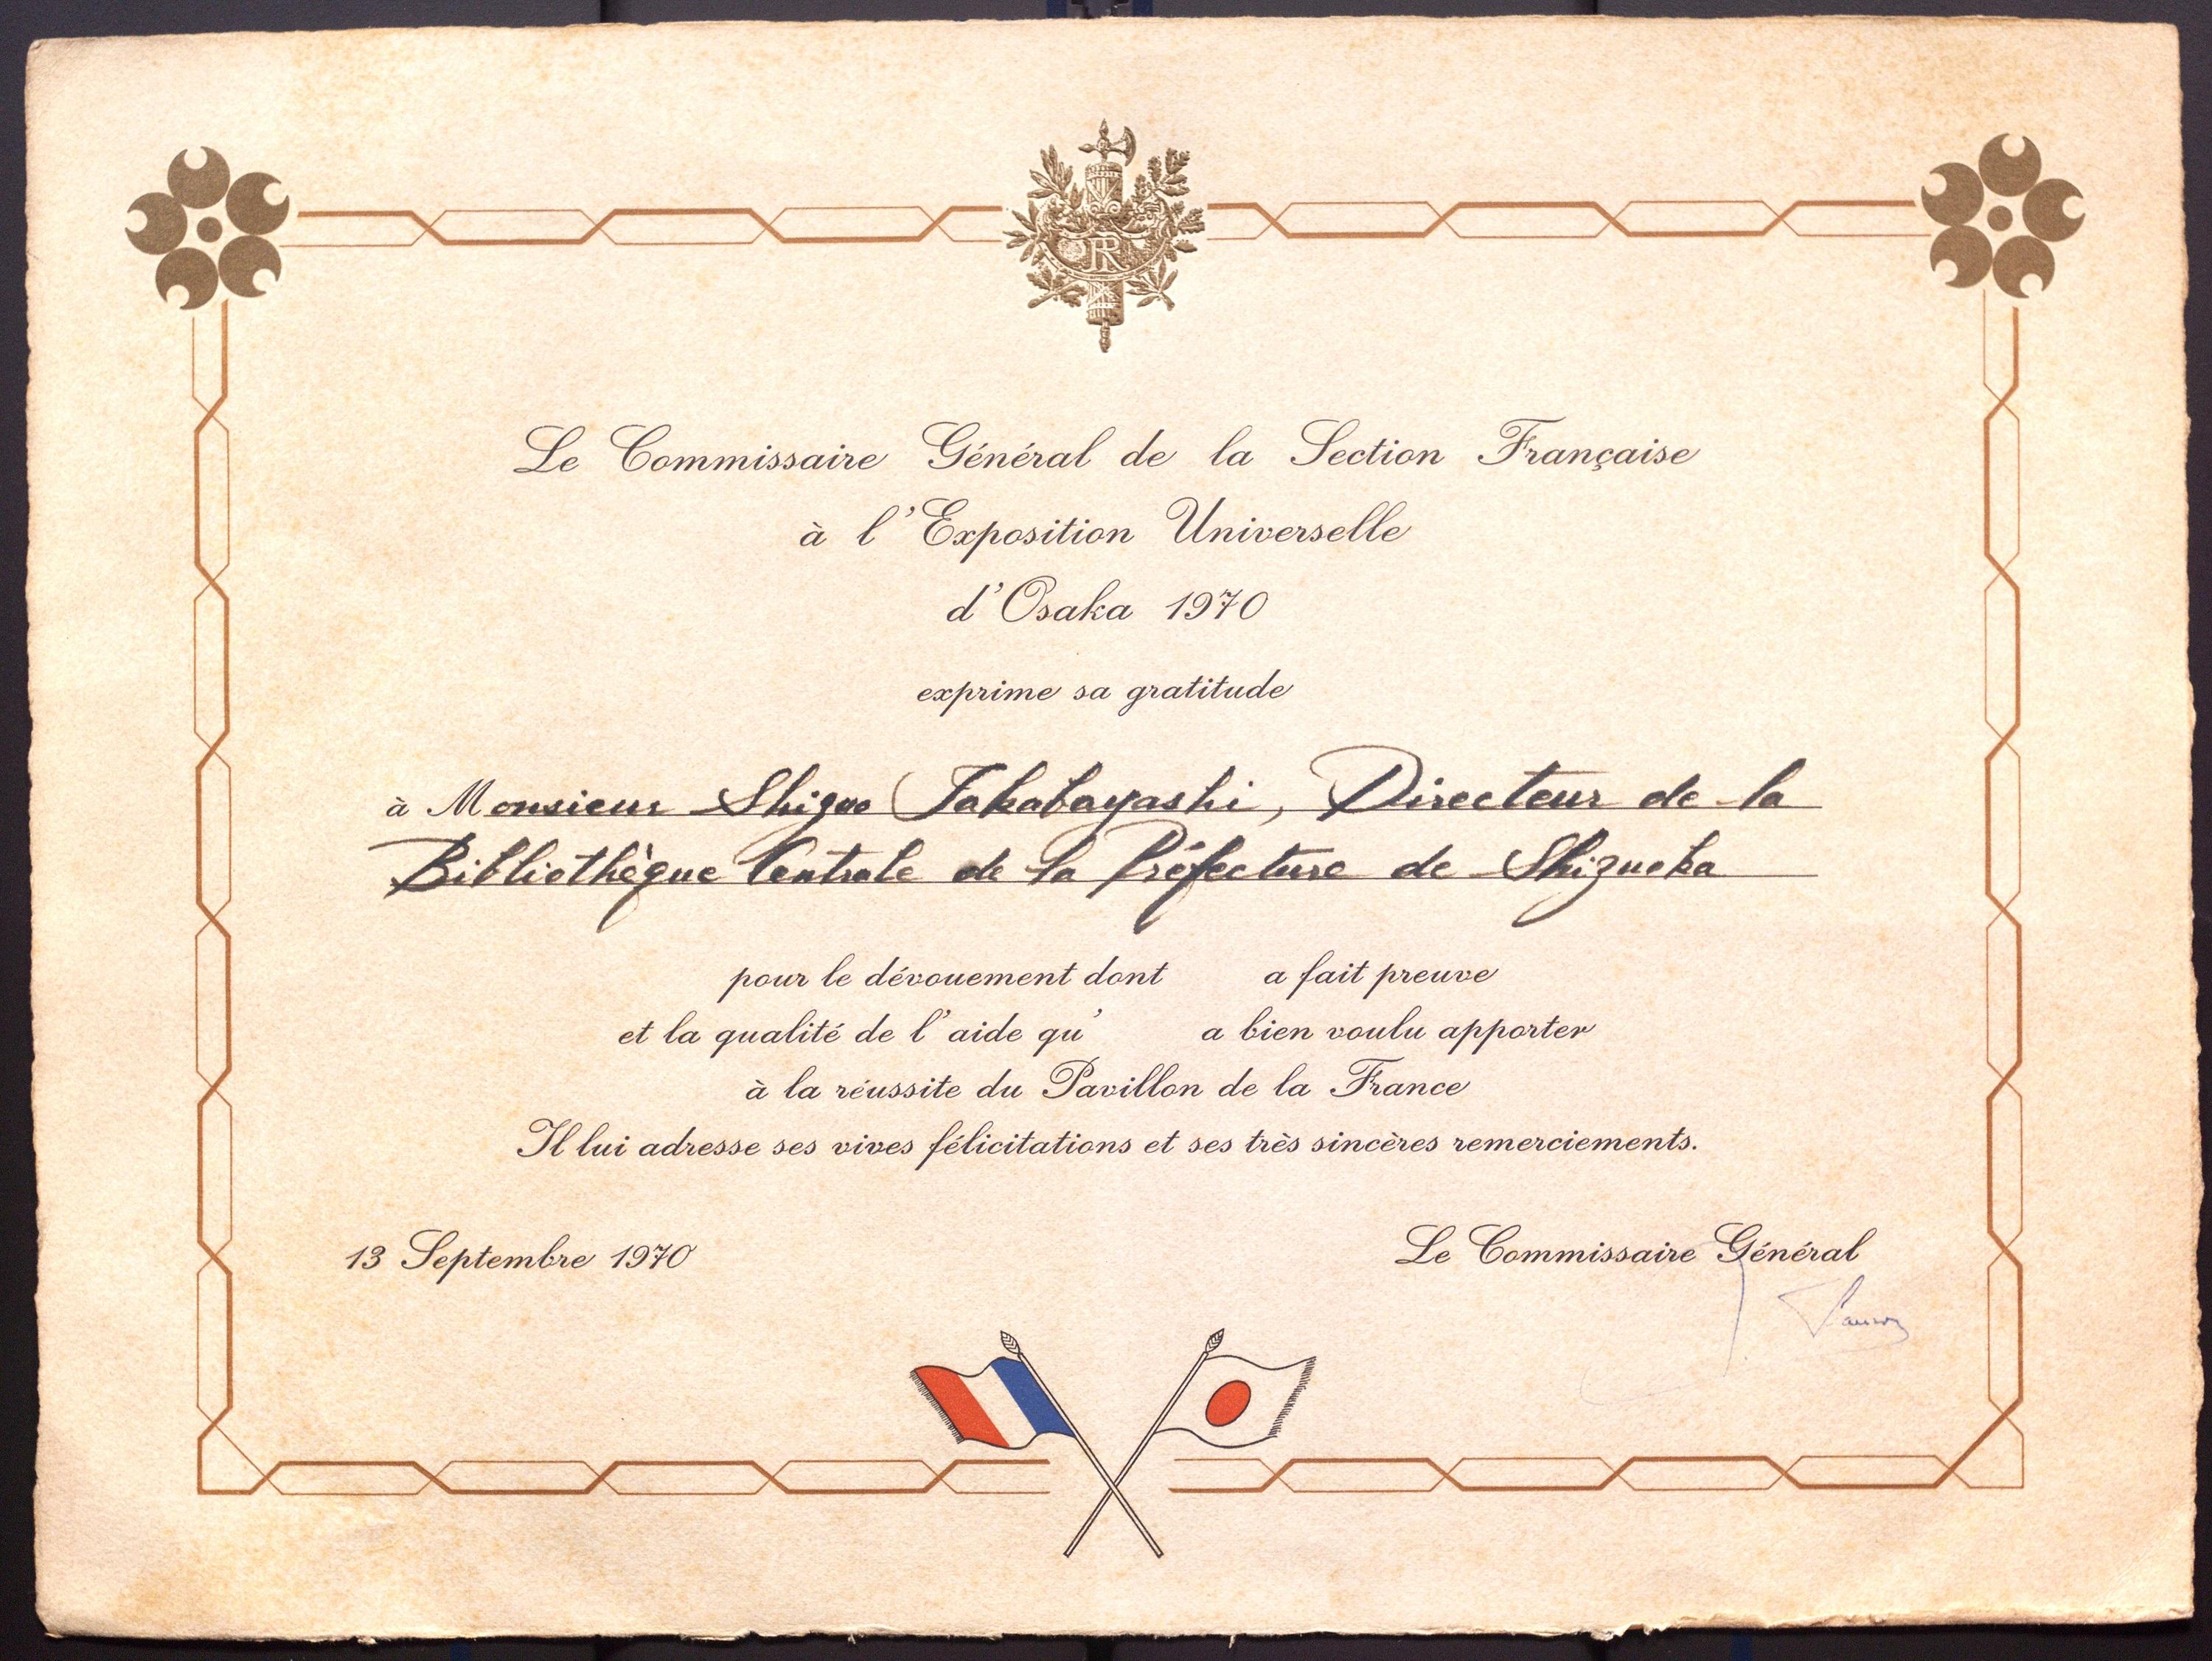 RF
Le Commissaire Général de la Section Française
à l'Exposition Universelle
d'Osaka 1970
exprime sa gratitude
à Monsieur Shigeo Takabayashi, Directeur de la
Bibliothèque Centrale de la Préfecture de Shizuoka
pour le dévouement dont a fait preuve
et la qualité de l'aide qu' a bien voulu apporter
à la réussite du Pavillon de la France
Il lui adresse ses vives félicitations et ses très sincères remerciements.
13 Septembre 1970
Le Commissaire Général